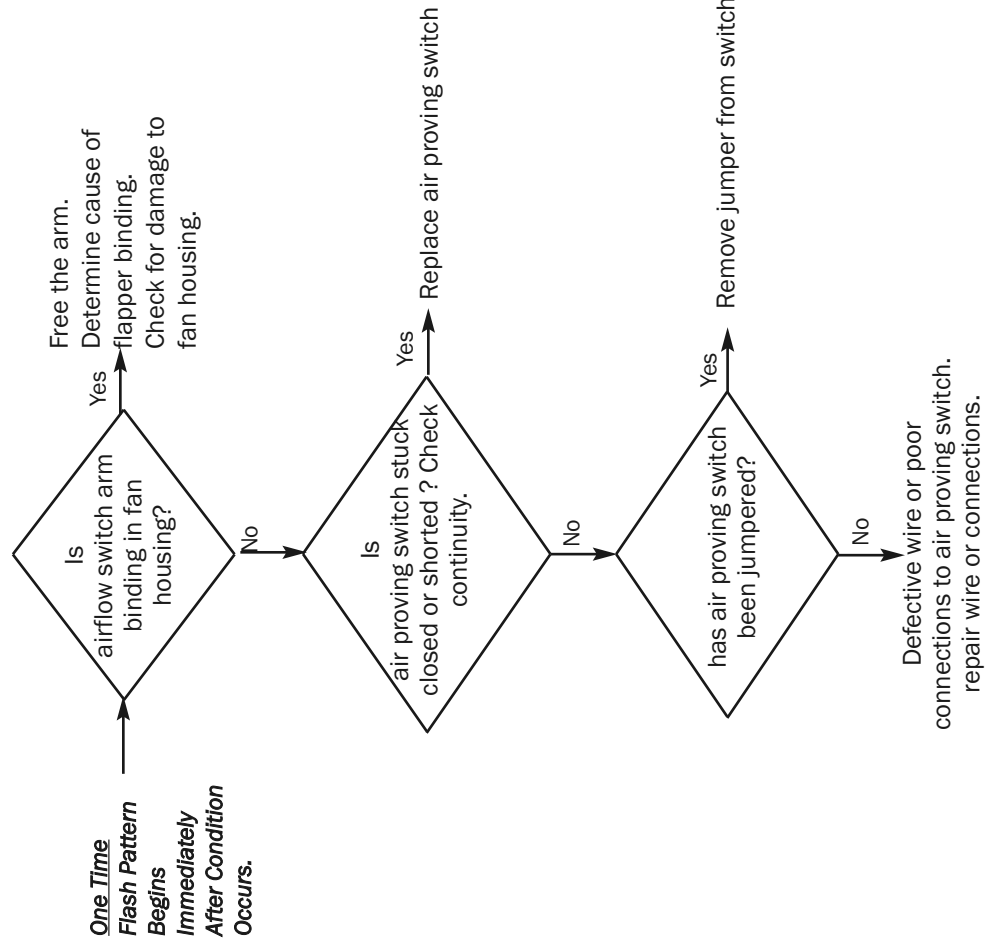 One Time
Flash Pattern
Begins
Immediately
After Condition
Occurs.
Is
airflow switch arm
binding in fan
housing?
Yes
Free the arm.
Determine cause of
flapper binding.
Check for damage to
fan housing.
No
Is
air proving switch stuck
closed or shorted ? Check
continuity.
Yes
Replace air proving switch
No
has air proving switch
been jumpered?
Yes
Remove jumper from switch
No
Defective wire or poor
connections to air proving switch.
repair wire or connections.